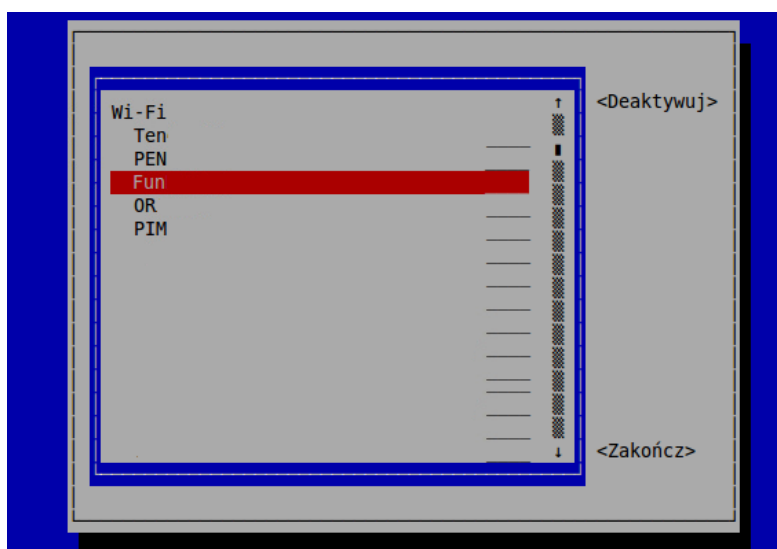 <Deaktywuj>
Wi-Fi
Ten
PEN
Fun
OR
PIM
<Zakończ>